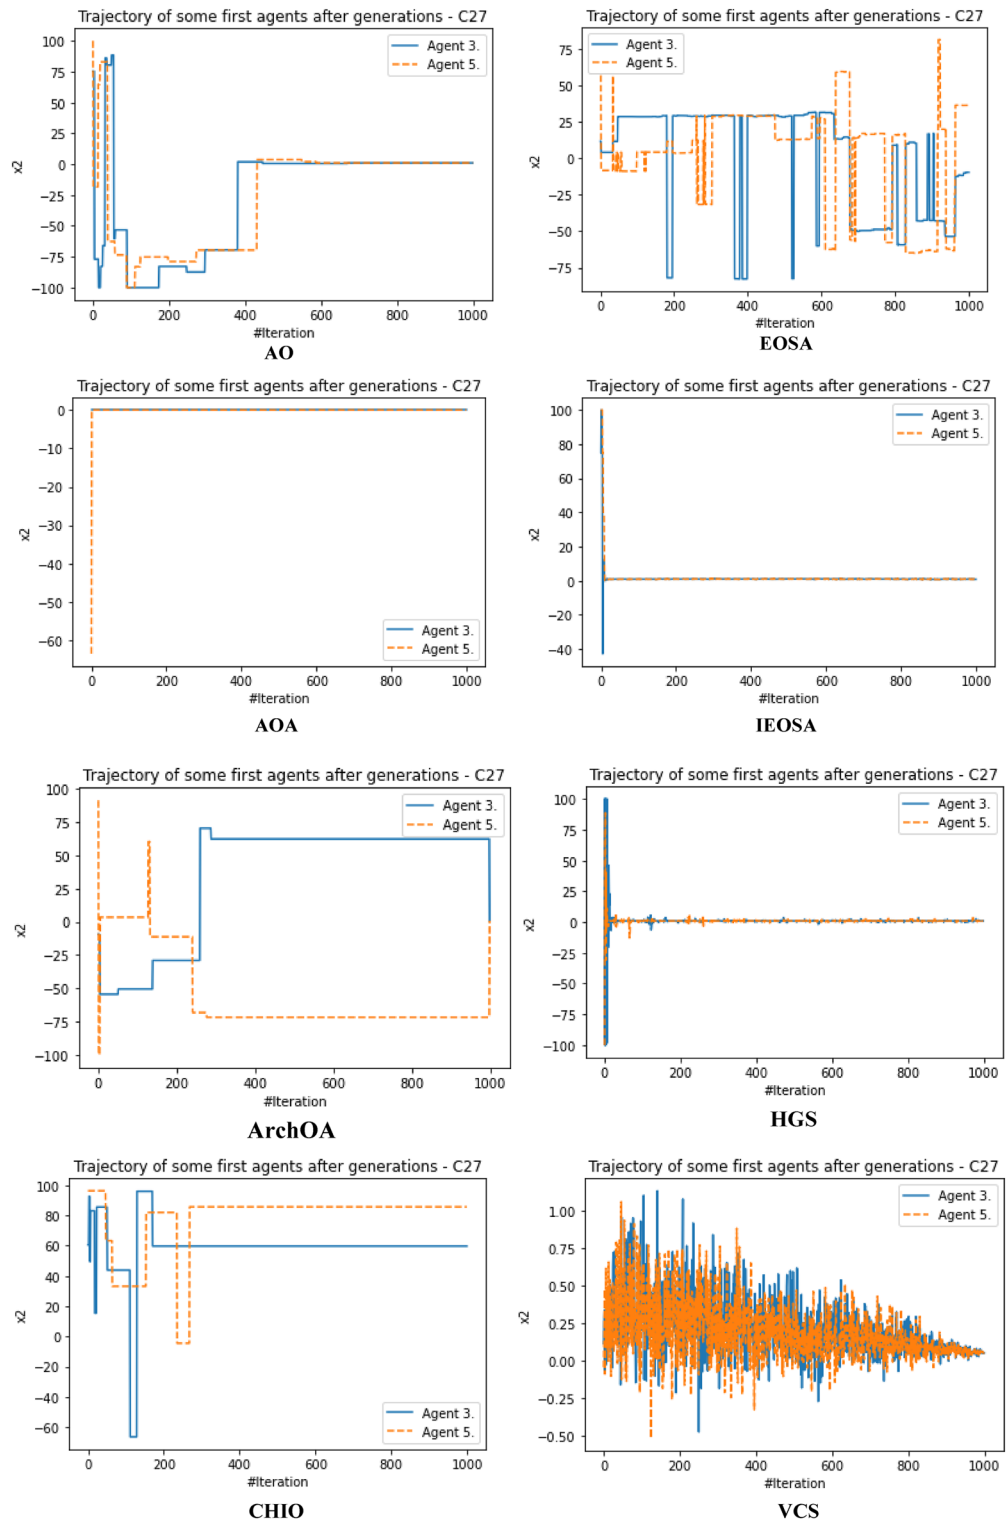 Trajectory of some first agents after generations - C27
Agent 3.
Agent 5.
x2
100
75
50
25
0
−25
−50
−75
−100
0 200 400 600 800 1000
#Iteration
AO
Trajectory of some first agents after generations - C27
Agent 3.
Agent 5.
x2
75
50
25
0
−25
−50
−75
0 200 400 600 800 1000
#Iteration
EOSA
Trajectory of some first agents after generations - C27
x2
0
−10
−20
−30
−40
−50
−60
Agent 3.
Agent 5.
0 200 400 600 800 1000
#Iteration
AOA
Trajectory of some first agents after generations - C27
Agent 3.
Agent 5.
x2
100
80
60
40
20
0
−20
−40
0 200 400 600 800 1000
#Iteration
IEOSA
Trajectory of some first agents after generations - C27
Agent 3.
Agent 5.
x2
100
75
50
25
0
−25
−50
−75
−100
0 200 400 600 800 1000
#Iteration
ArchOA
Trajectory of some first agents after generations - C27
Agent 3.
Agent 5.
x2
100
75
50
25
0
−25
−50
−75
−100
0 200 400 600 800 1000
#Iteration
HGS
Trajectory of some first agents after generations - C27
x2
100
80
60
40
20
0
−20
−40
−60
Agent 3.
Agent 5.
0 200 400 600 800 1000
#Iteration
CHIO
Trajectory of some first agents after generations - C27
Agent 3.
Agent 5.
x2
1.00
0.75
0.50
0.25
0.00
−0.25
−0.50
0 200 400 600 800 1000
#Iteration
VCS